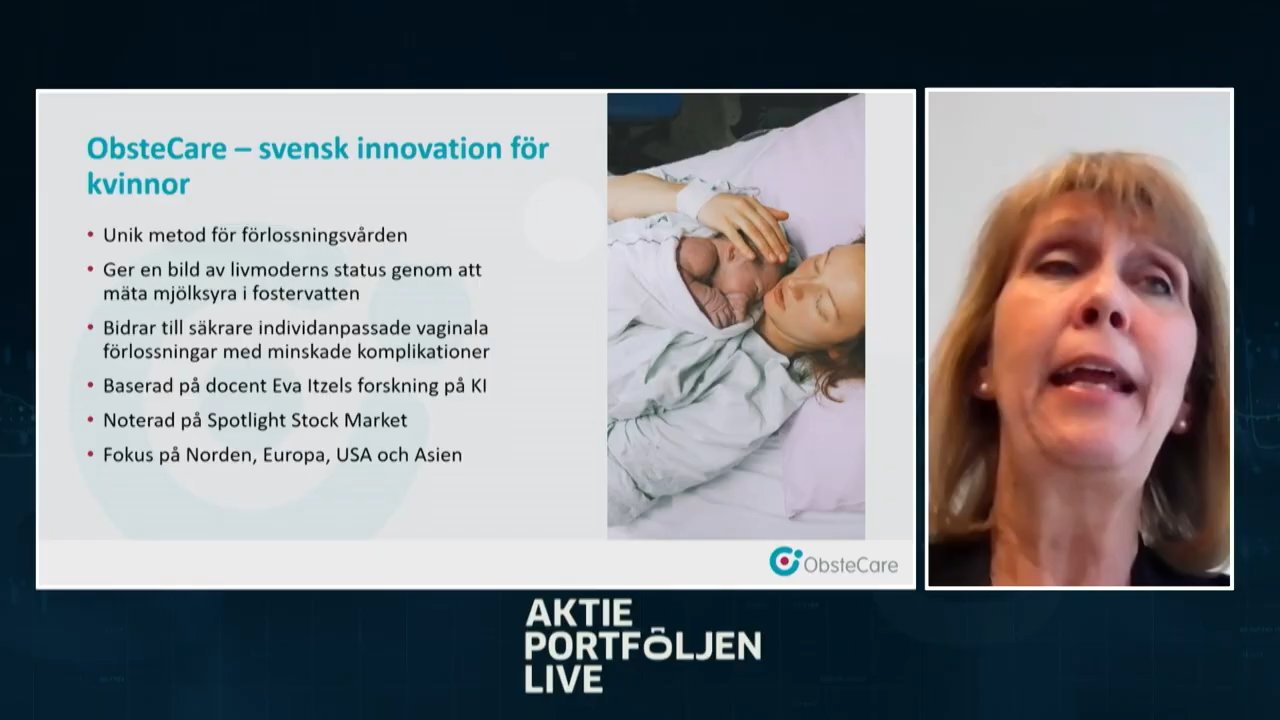 ObsteCare – svensk innovation för
kvinnor
• Unik metod för förlossningsvården
• Ger en bild av livmoderns status genom att
mäta mjölksyra i fostervatten
• Bidrar till säkrare individanpassade vaginala
förlossningar med minskade komplikationer
• Baserad på docent Eva Itzels forskning på KI
• Noterad på Spotlight Stock Market
• Fokus på Norden, Europa, USA och Asien
ObsteCare
AKTIE
PORTFÖLJEN
LIVE